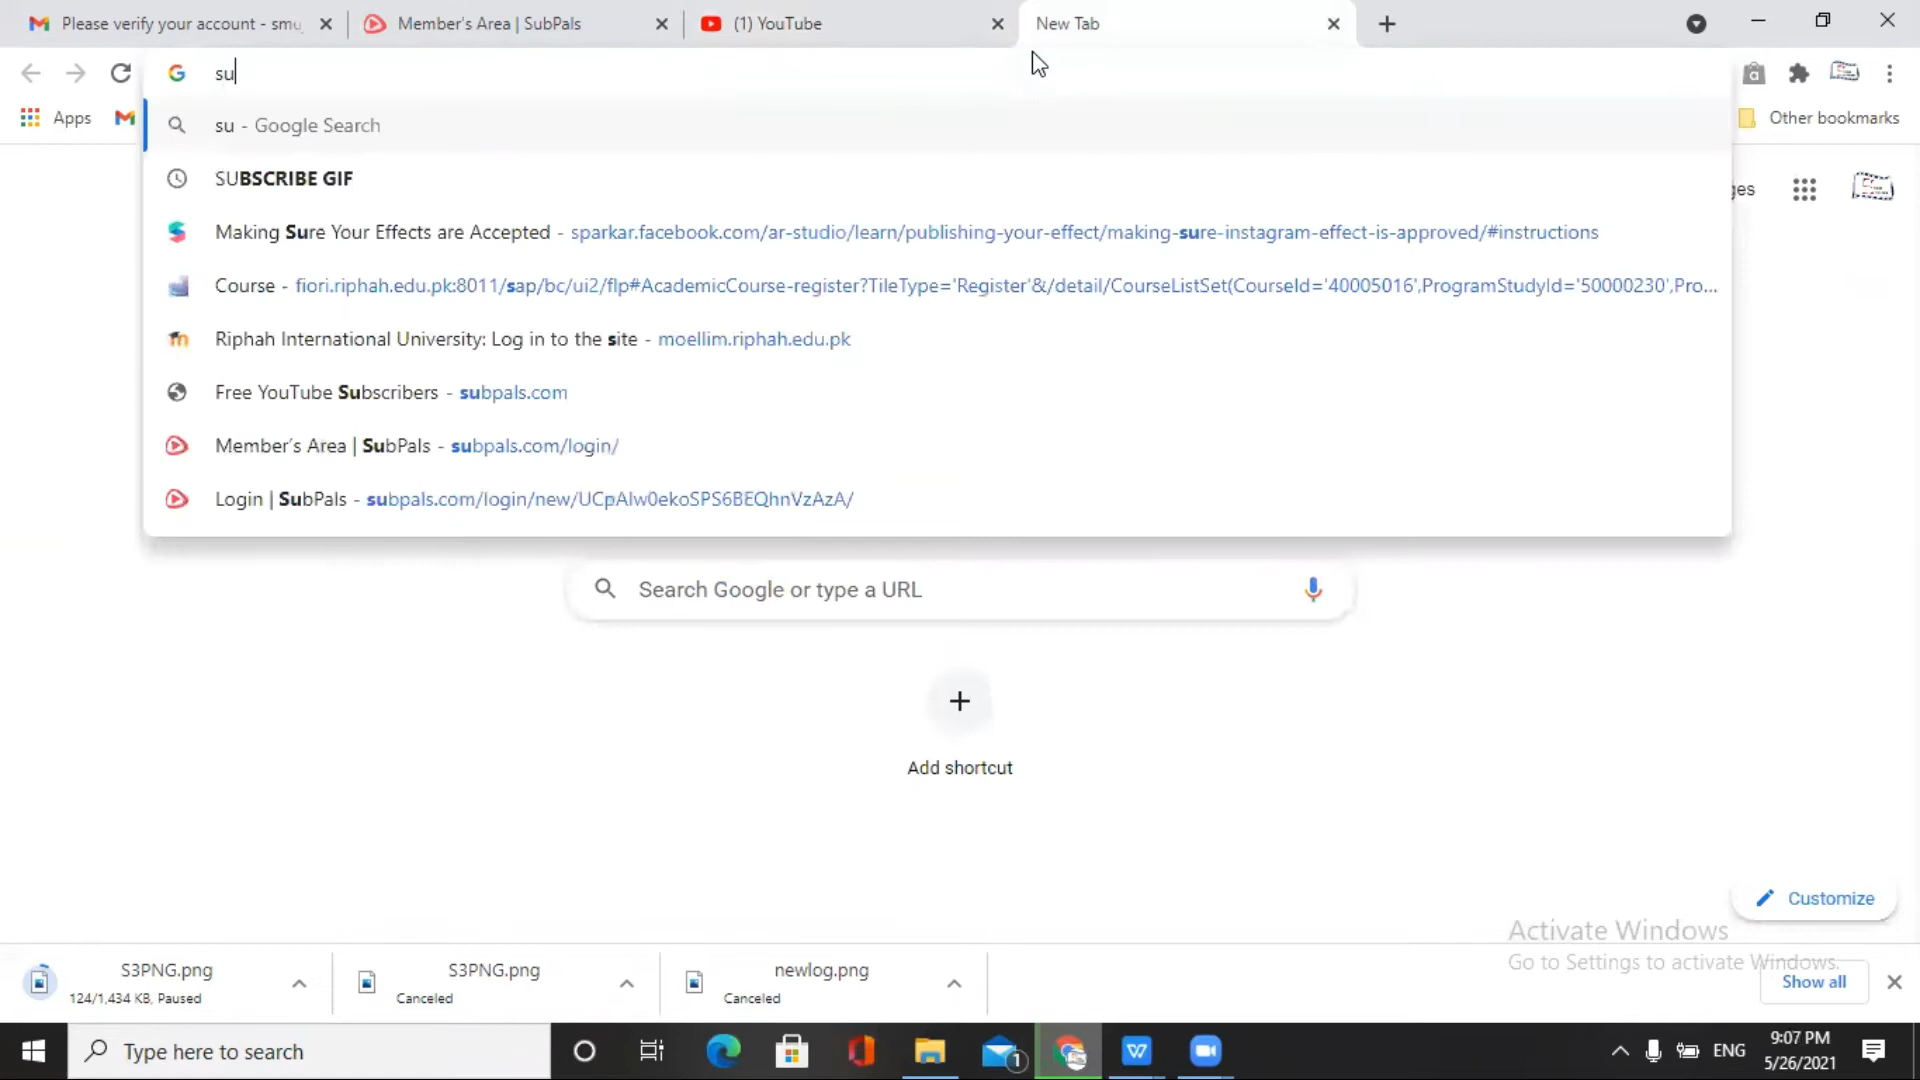 Please verify your account - smu
Member's Area | SubPals
(1) YouTube
New Tab
su
Apps
Other bookmarks
su - Google Search
SUBSCRIBE GIF
Making Sure Your Effects are Accepted - sparkar.facebook.com/ar-studio/learn/publishing-your-effect/making-sure-instagram-effect-is-approved/#instructions
Course - fiori.riphah.edu.pk:8011/sap/bc/ui2/flp#AcademicCourse-register?TileType='Register'&/detail/CourseListSet(CourseId='40005016',ProgramStudyId='50000230',Pro...
Riphah International University: Log in to the site - moellim.riphah.edu.pk
Free YouTube Subscribers - subpals.com
Member's Area | SubPals - subpals.com/login/
Login | SubPals - subpals.com/login/new/UCpAlw0ekoSPS6BEQhnVzAzA/
Search Google or type a URL
Add shortcut
Customize
Activate Windows
Go to Settings to activate Windows.
S3PNG.png
124/1,434 KB, Paused
S3PNG.png
Canceled
newlog.png
Canceled
Show all
Type here to search
1
ENG
9:07 PM
5/26/2021